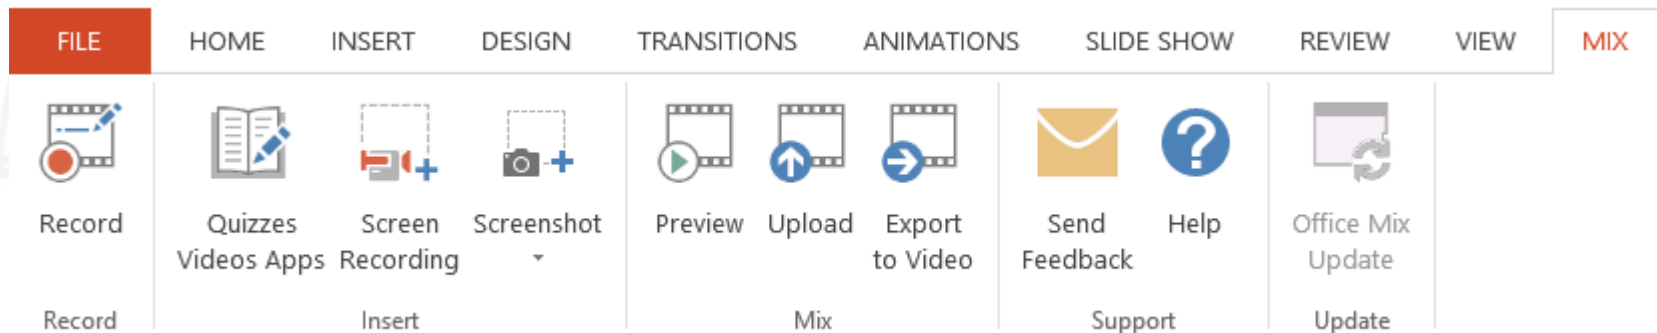 FILE HOME INSERT DESIGN TRANSITIONS ANIMATIONS SLIDE SHOW REVIEW VIEW MIX
Record Quizzes Screen Screenshot Preview Upload Export Send Help Office Mix
Videos Apps Recording to Video Feedback Update
Record Insert Mix Support Update